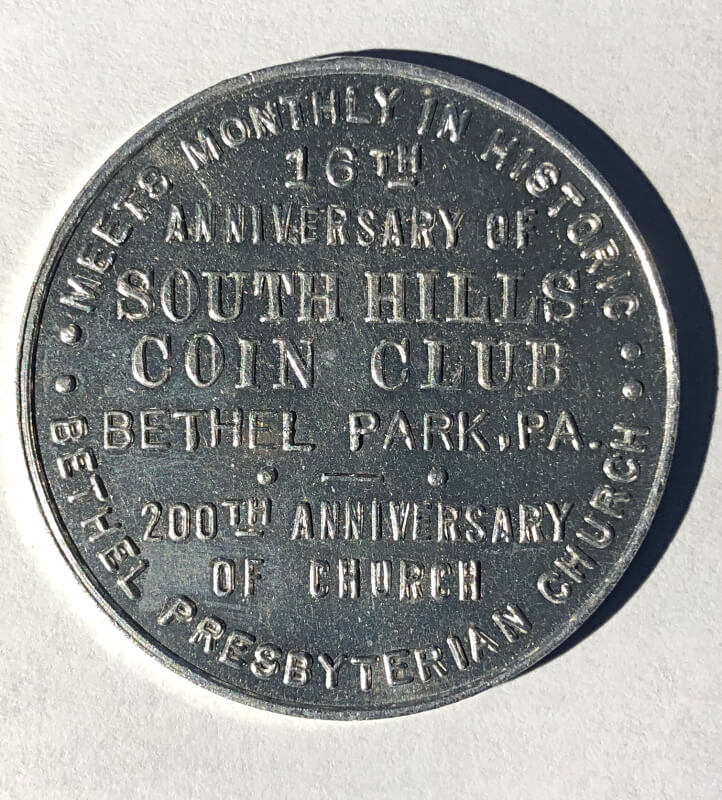 MEETS MONTHLY IN HISTORIC
16TH
ANNIVERSARY OF
SOUTH HILLS
COIN CLUB
BETHEL PARK, PA.
200TH ANNIVERSARY
OF CHURCH
BETHEL PRESBYTERIAN CHURCH